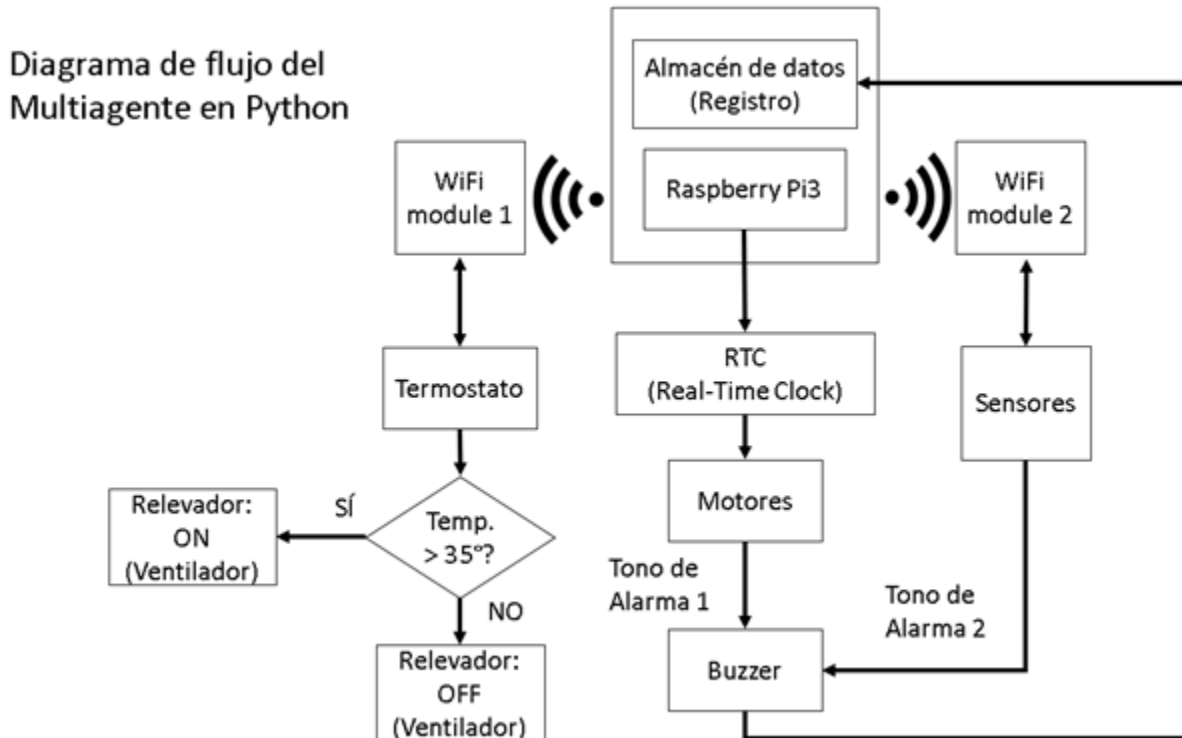 Diagrama de flujo del
Multiagente en Python
Almacén de datos
(Registro)
WiFi
module 1
Raspberry Pi3
WiFi
module 2
Termostato
RTC
(Real-Time Clock)
Sensores
Motores
Relevador:
ON
(Ventilador)
SÍ
Temp.
> 35°?
NO
Tono de
Alarma 1
Tono de
Alarma 2
Relevador:
OFF
(Ventilador)
Buzzer